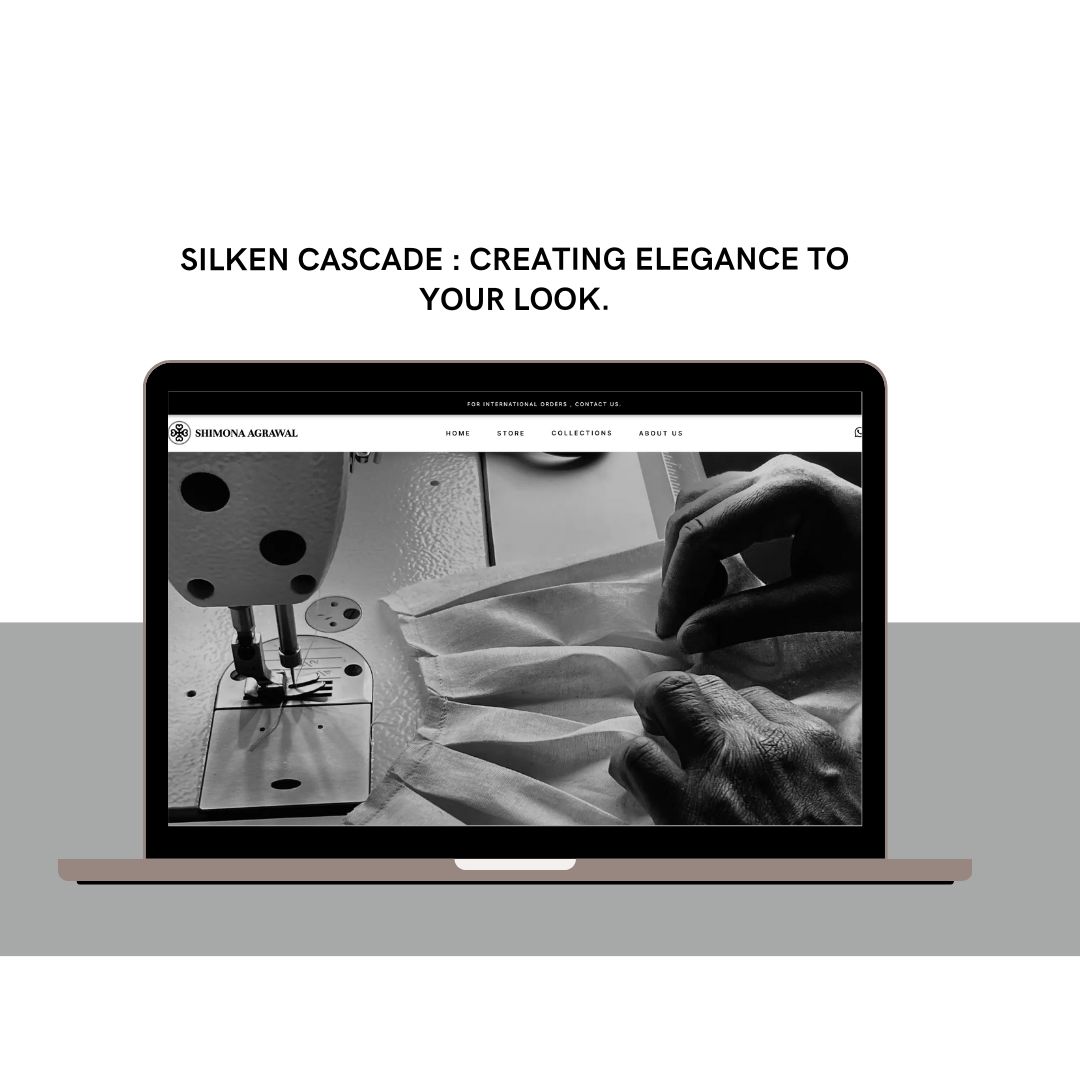 SILKEN CASCADE : CREATING ELEGANCE TO
YOUR LOOK.
FOR INTERNATIONAL ORDERS , CONTACT US.
SHIMONA AGRAWAL
HOME STORE COLLECTIONS ABOUT US